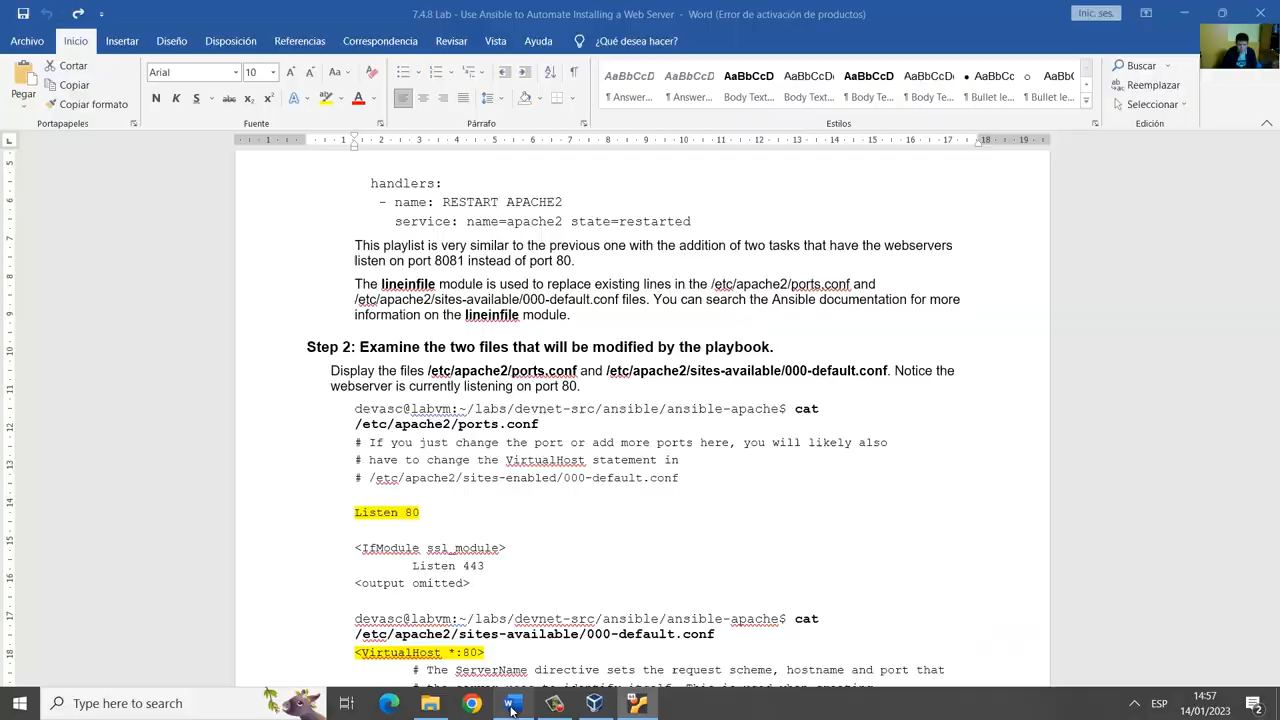 7.4.8 Lab - Use Ansible to Automate Installing a Web Server - Word (Error de activación de productos)
Inic. ses.
Archivo Inicio Insertar Diseño Disposición Referencias Correspondencia Revisar Vista Ayuda ¿Qué desea hacer?
Pegar
Cortar
Copiar
Copiar formato
Portapapeles
Arial 10
Fuente
Párrafo
AaBbCcD AaBbCcD AaBbCcD AaBbCcD AaBbCcD AaBbCcD AaBbCc AaBbC
¶ Answer... ¶ Answer... Body Text... Body Text... Body Te... Body Text... ¶ Bullet le... ¶ Bullet le...
Estilos
Buscar
Reemplazar
Seleccionar
Edición
handlers:
- name: RESTART APACHE2
service: name=apache2 state=restarted
This playlist is very similar to the previous one with the addition of two tasks that have the webservers
listen on port 8081 instead of port 80.
The lineinfile module is used to replace existing lines in the /etc/apache2/ports.conf and
/etc/apache2/sites-available/000-default.conf files. You can search the Ansible documentation for more
information on the lineinfile module.
Step 2: Examine the two files that will be modified by the playbook.
Display the files /etc/apache2/ports.conf and /etc/apache2/sites-available/000-default.conf. Notice the
webserver is currently listening on port 80.
devasc@labvm:~/labs/devnet-src/ansible/ansible-apache$ cat
/etc/apache2/ports.conf
# If you just change the port or add more ports here, you will likely also
# have to change the VirtualHost statement in
# /etc/apache2/sites-enabled/000-default.conf
Listen 80
<IfModule ssl_module>
Listen 443
<output omitted>
devasc@labvm:~/labs/devnet-src/ansible/ansible-apache$ cat
/etc/apache2/sites-available/000-default.conf
<VirtualHost *:80>
# The ServerName directive sets the request scheme, hostname and port that
Type here to search
ESP
14:57
14/01/2023